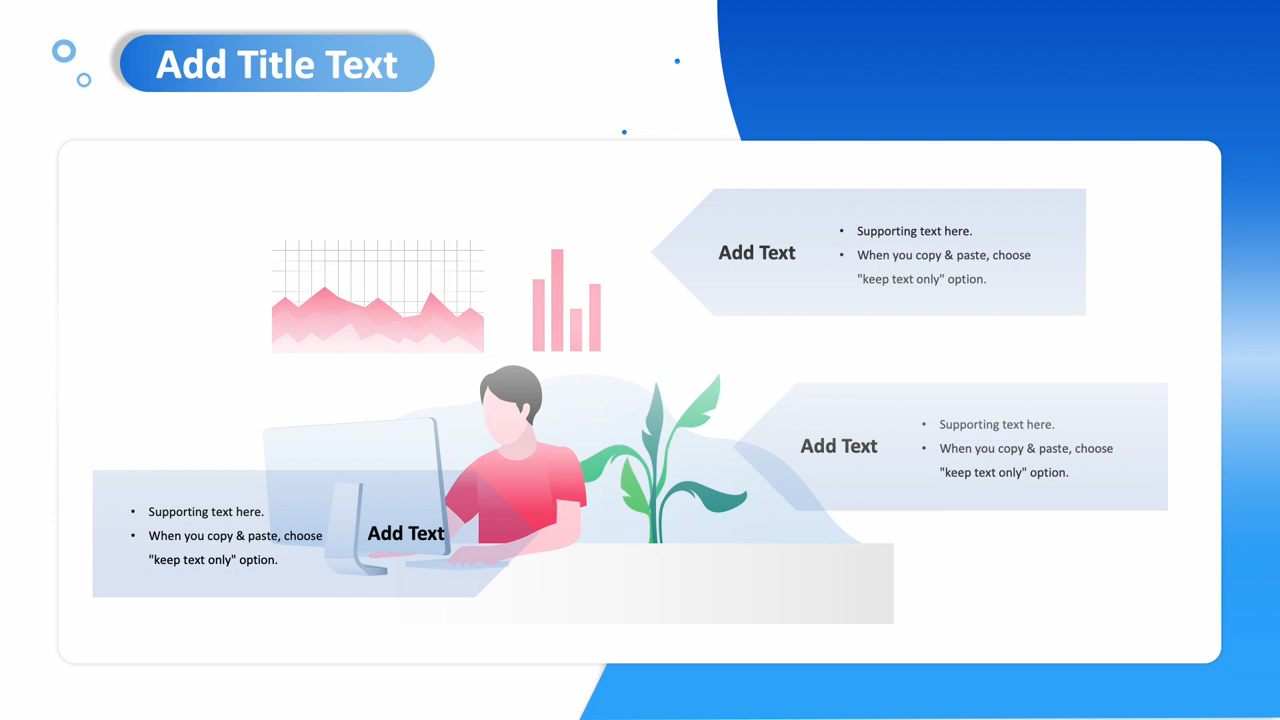 Add Title Text
Add Text
• Supporting text here.
• When you copy & paste, choose
"keep text only" option.
Add Text
• Supporting text here.
• When you copy & paste, choose
"keep text only" option.
• Supporting text here.
• When you copy & paste, choose
"keep text only" option.
Add Text